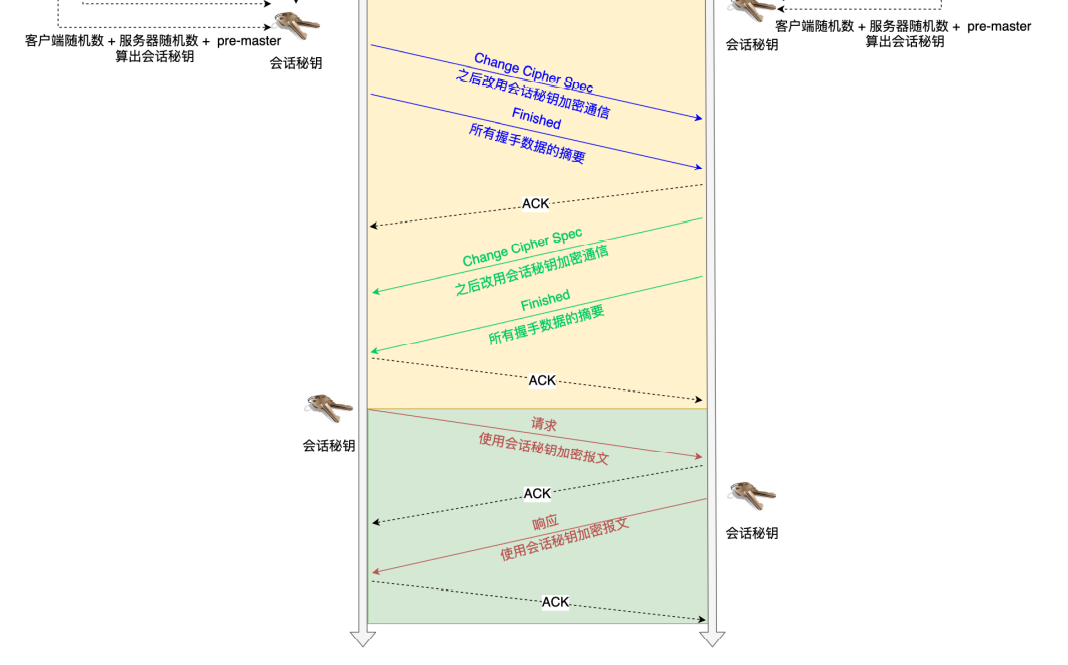 客户端随机数 + 服务器随机数 + pre-master
算出会话秘钥
会话秘钥
会话秘钥
客户端随机数 + 服务器随机数 + pre-master
算出会话秘钥
Change Cipher Spec
之后改用会话秘钥加密通信
Finished
所有握手数据的摘要
ACK
Change Cipher Spec
之后改用会话秘钥加密通信
Finished
所有握手数据的摘要
ACK
会话秘钥
请求
使用会话秘钥加密报文
ACK
会话秘钥
响应
使用会话秘钥加密报文
ACK